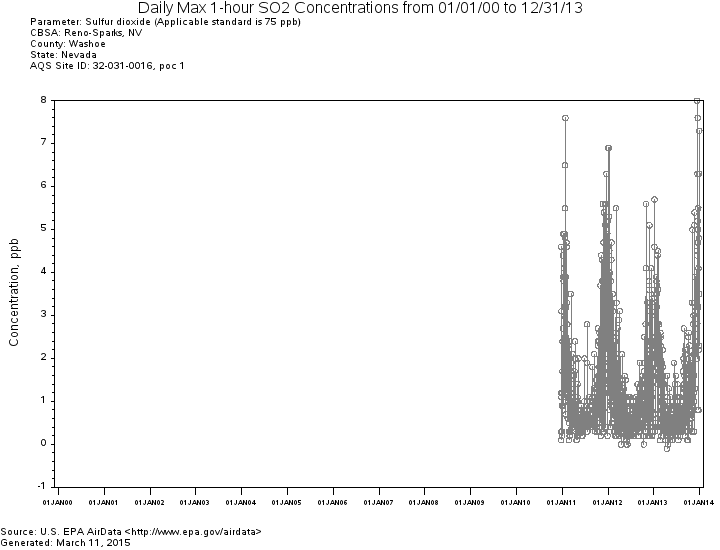 Daily Max 1-hour SO2 Concentrations from 01/01/00 to 12/31/13
Parameter: Sulfur dioxide (Applicable standard is 75 ppb)
CBSA: Reno-Sparks, NV
County: Washoe
State: Nevada
AQS Site ID: 32-031-0016, poc 1
8
7
6
5
4
3
2
1
0
-1
Concentration, ppb
01JAN00 01JAN01 01JAN02 01JAN03 01JAN04 01JAN05 01JAN06 01JAN07 01JAN08 01JAN09 01JAN10 01JAN11 01JAN12 01JAN13 01JAN14
Source: U.S. EPA AirData <http://www.epa.gov/airdata>
Generated: March 11, 2015